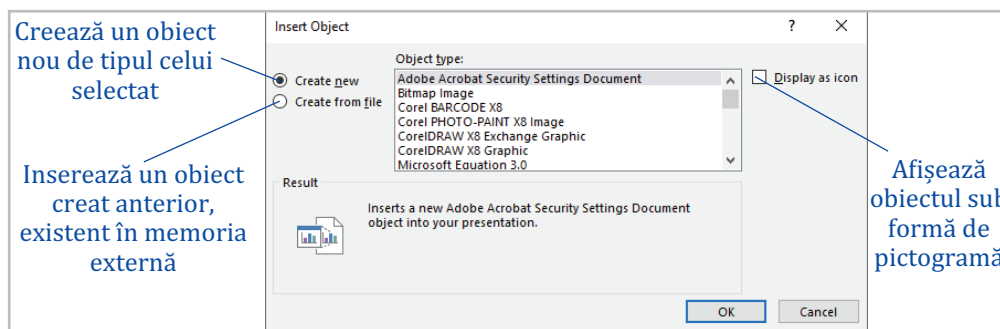 Creează un obiect
nou de tipul celui
selectat
Inserează un obiect
creat anterior,
existent în memoria
externă
Insert Object
? X
Create new
Create from file
Object type:
Adobe Acrobat Security Settings Document
Bitmap Image
Corel BARCODE X8
Corel PHOTO-PAINT X8 Image
CorelDRAW X8 Exchange Graphic
CorelDRAW X8 Graphic
Microsoft Equation 3.0
Display as icon
Result
Inserts a new Adobe Acrobat Security Settings Document
object into your presentation.
OK Cancel
Afișează
obiectul sub
formă de
pictogramă